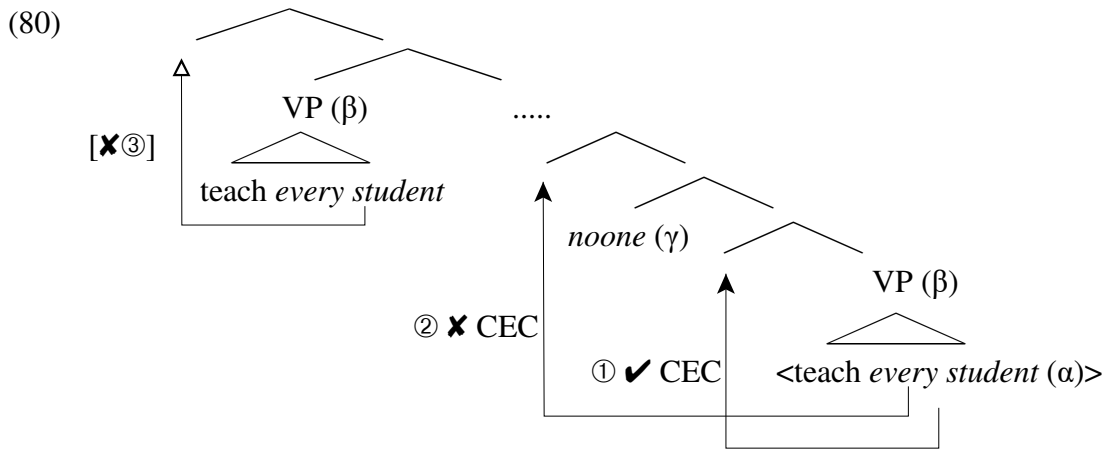 (80)
VP (β)
.....
[✘③]
teach every student
noone (γ)
VP (β)
② ✘ CEC
① ✔ CEC
<teach every student (α)>